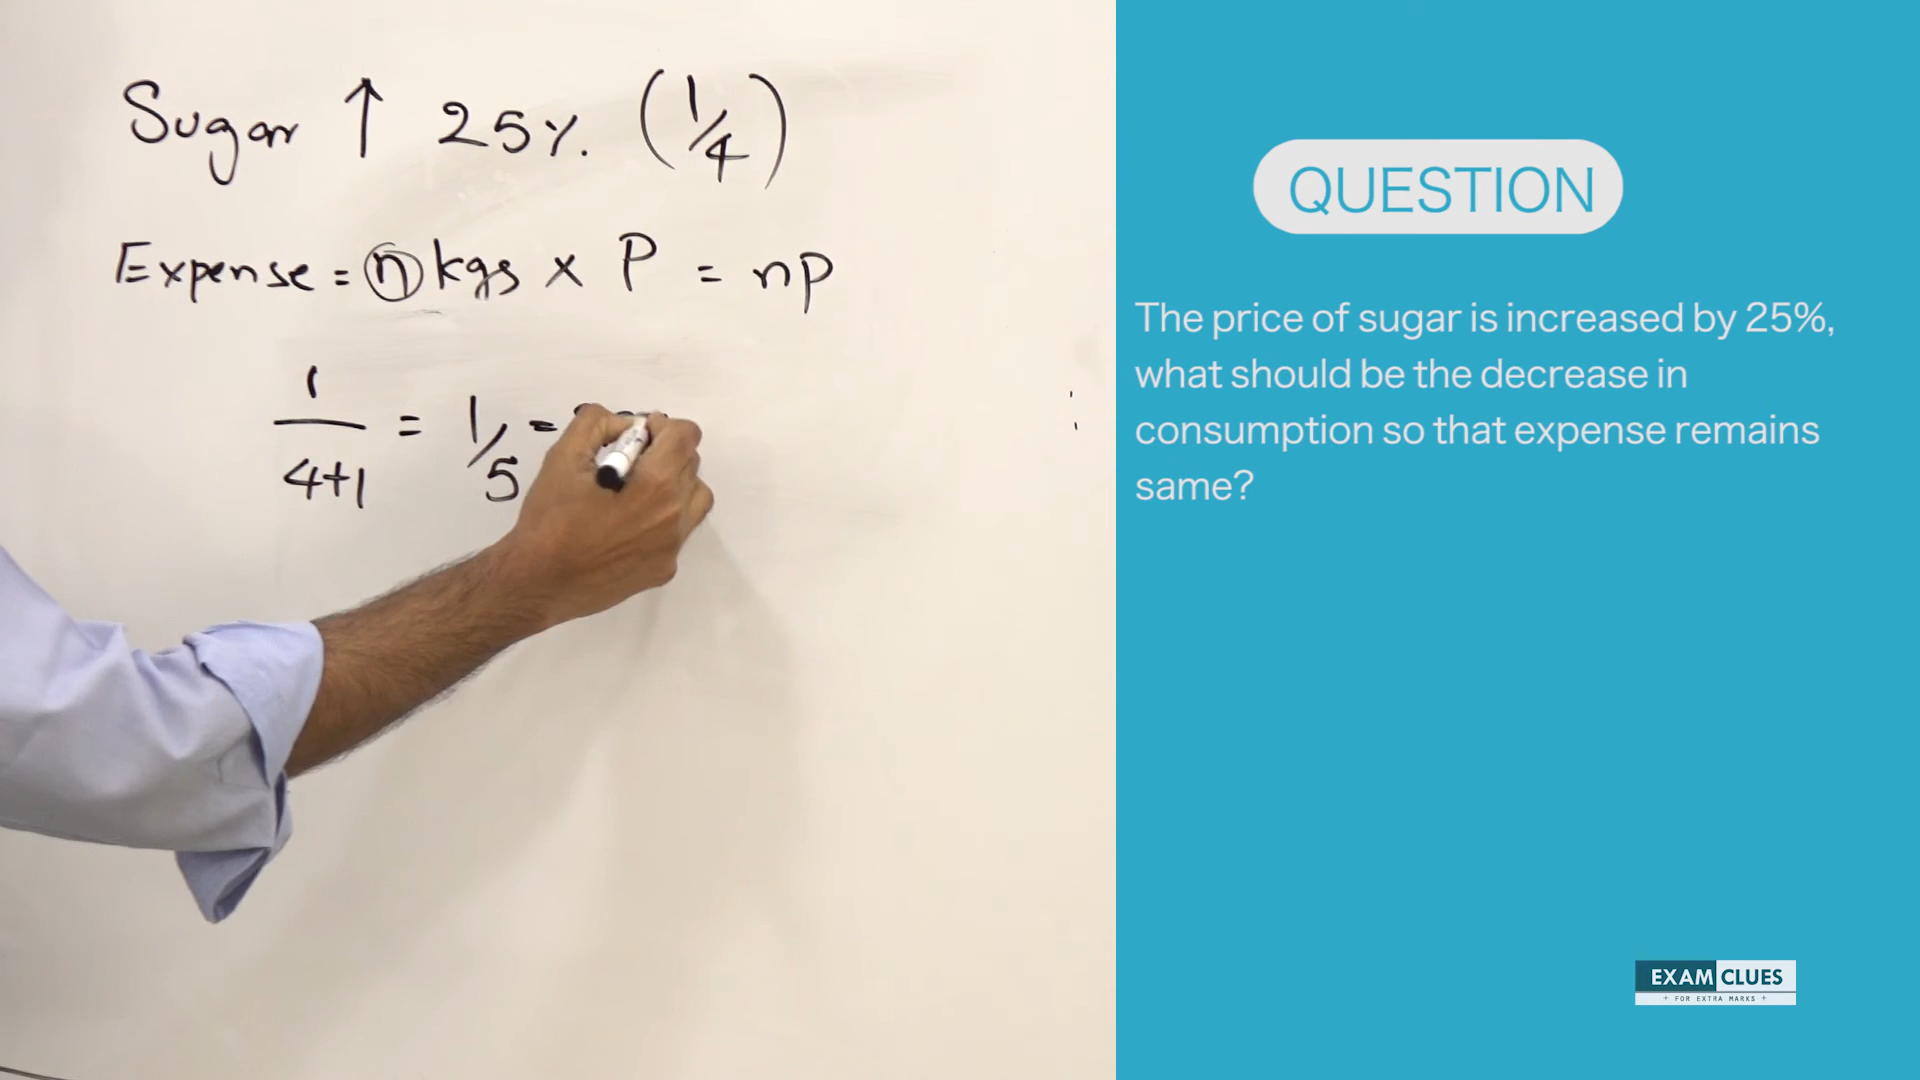 Sugar ↑ 25%. (1/4)
Expense = n kgs x P = np
1/4+1 = 1/5 =
QUESTION
The price of sugar is increased by 25%,
what should be the decrease in
consumption so that expense remains
same?
EXAM CLUES
+ FOR EXTRA MARKS +